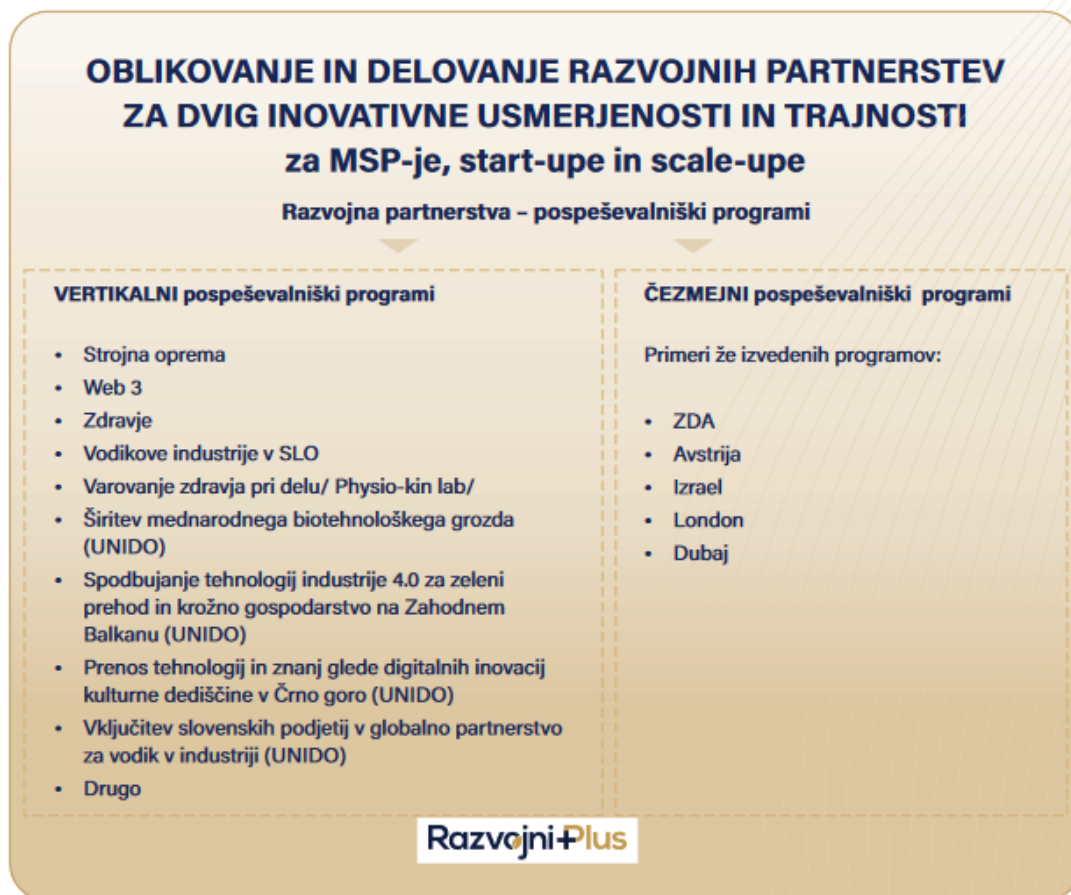 OBLIKOVANJE IN DELOVANJE RAZVOJNIH PARTNERSTEV
ZA DVIG INOVATIVNE USMERJENOSTI IN TRAJNOSTI
za MSP-je, start-upe in scale-upe
Razvojna partnerstva – pospeševalniški programi
VERTIKALNI pospeševalniški programi
• Strojna oprema
• Web 3
• Zdravje
• Vodikove industrije v SLO
• Varovanje zdravja pri delu/ Physio-kin lab/
• Širitev mednarodnega biotehnološkega grozda
(UNIDO)
• Spodbujanje tehnologij industrije 4.0 za zeleni
prehod in krožno gospodarstvo na Zahodnem
Balkanu (UNIDO)
• Prenos tehnologij in znanj glede digitalnih inovacij
kulturne dediščine v Črno goro (UNIDO)
• Vključitev slovenskih podjetij v globalno partnerstvo
za vodik v industriji (UNIDO)
• Drugo
ČEZMEJNI pospeševalniški programi
Primeri že izvedenih programov:
• ZDA
• Avstrija
• Izrael
• London
• Dubaj
Razvojni+Plus